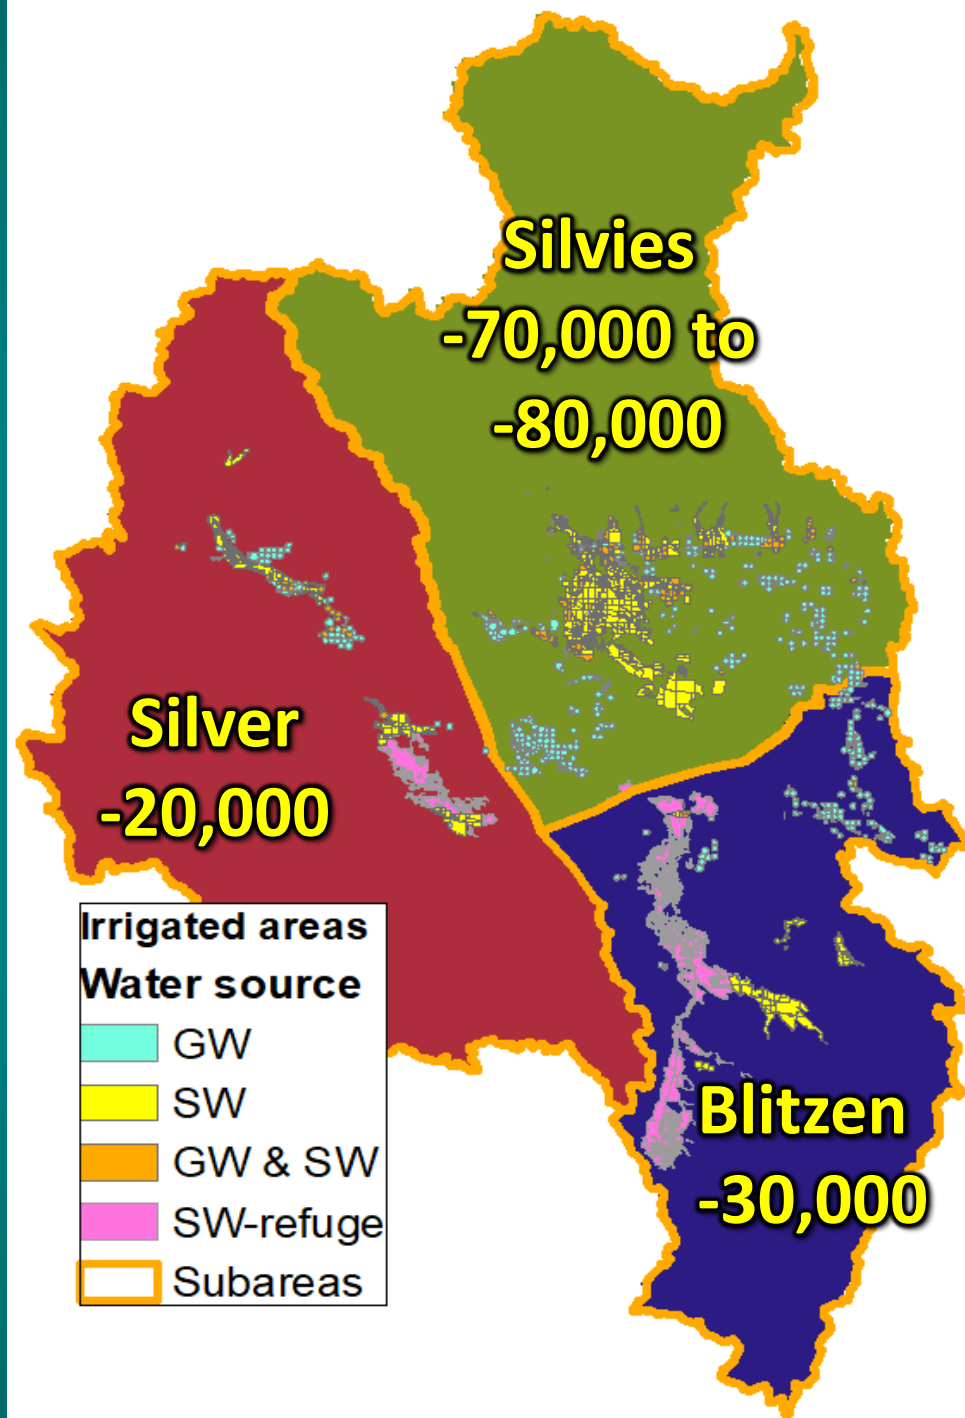 Silvies
-70,000 to
-80,000
Silver
-20,000
Irrigated areas
Water source
GW
SW
GW & SW
SW-refuge
Subareas
Blitzen
-30,000